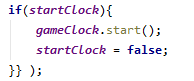 if(startClock){
    gameClock.start();
    startClock = false;
}} );